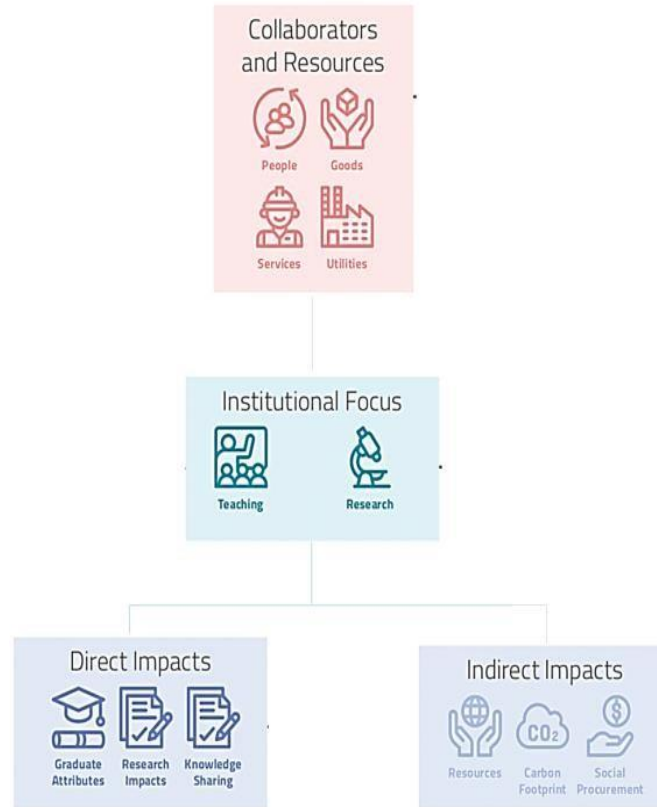 Collaborators
and Resources
People Goods
Services Utilities
Institutional Focus
Teaching Research
Direct Impacts
Graduate
Attributes
Research
Impacts
Knowledge
Sharing
Indirect Impacts
Resources
CO₂
Carbon
Footprint
$
Social
Procurement